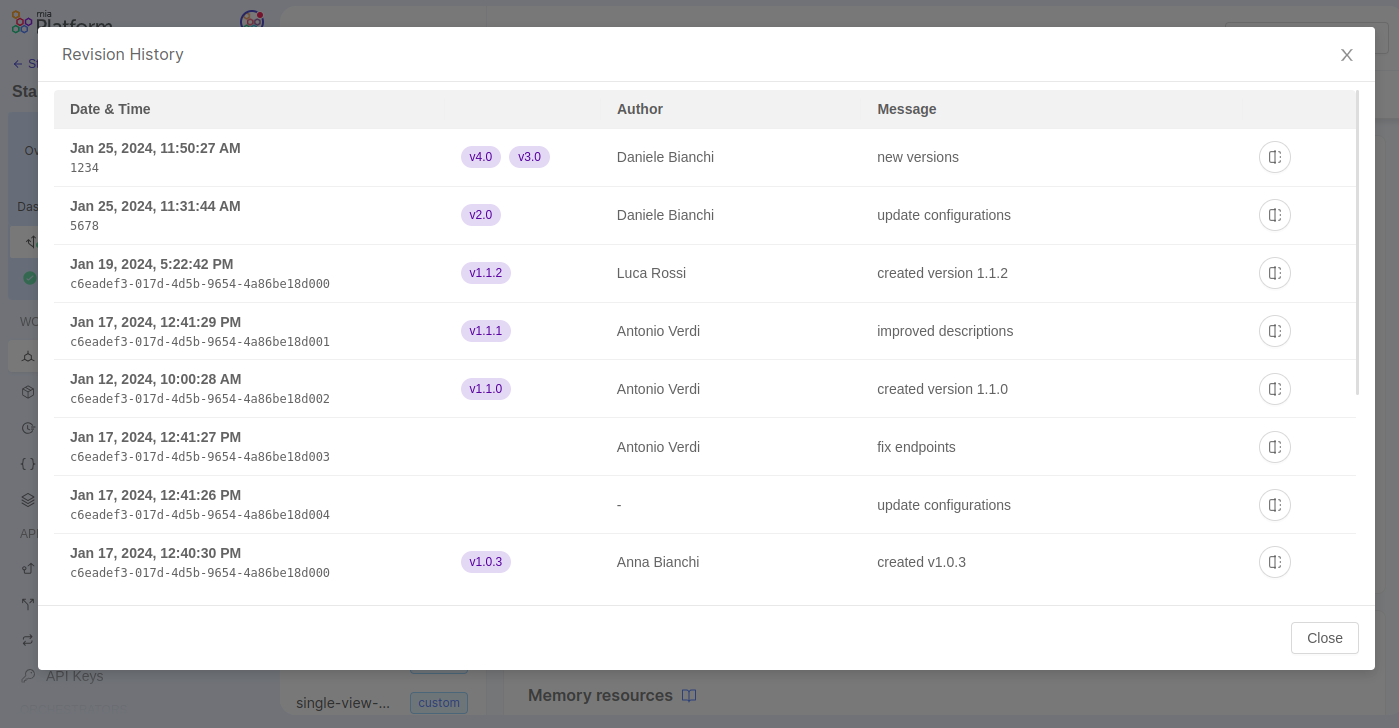 mia
Platform
Sta
Revision History
Date & Time Author Message
Jan 25, 2024, 11:50:27 AM
1234
v4.0 v3.0 Daniele Bianchi new versions
Jan 25, 2024, 11:31:44 AM
5678
v2.0 Daniele Bianchi update configurations
Jan 19, 2024, 5:22:42 PM
c6eadef3-017d-4d5b-9654-4a86be18d000
v1.1.2 Luca Rossi created version 1.1.2
Jan 17, 2024, 12:41:29 PM
c6eadef3-017d-4d5b-9654-4a86be18d001
v1.1.1 Antonio Verdi improved descriptions
Jan 12, 2024, 10:00:28 AM
c6eadef3-017d-4d5b-9654-4a86be18d002
v1.1.0 Antonio Verdi created version 1.1.0
Jan 17, 2024, 12:41:27 PM
c6eadef3-017d-4d5b-9654-4a86be18d003
Antonio Verdi fix endpoints
Jan 17, 2024, 12:41:26 PM
c6eadef3-017d-4d5b-9654-4a86be18d004
- update configurations
Jan 17, 2024, 12:40:30 PM
c6eadef3-017d-4d5b-9654-4a86be18d000
v1.0.3 Anna Bianchi created v1.0.3
Close
API Keys
single-view-... custom
Memory resources